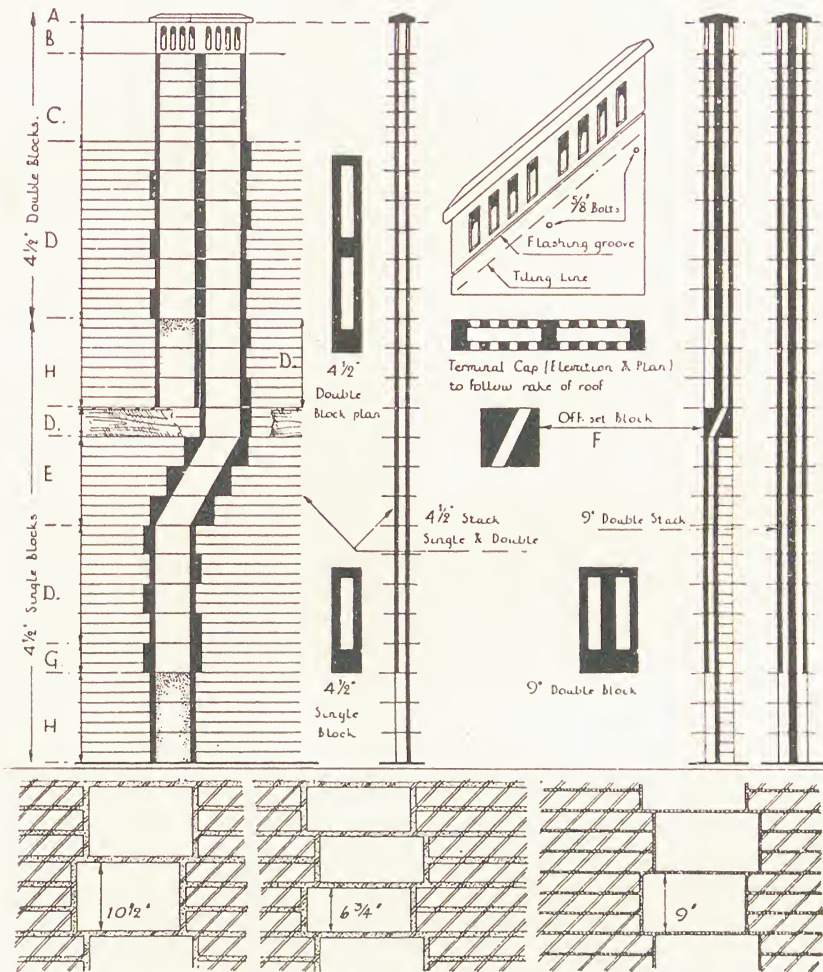 A
B
C.
D
H
D.
E
D.
G
H
4½" Double Blocks.
4½" Single Blocks
D.
4½"
Double
Block plan
5/8" Bolts
Flashing groove
Tiling Line
Terminal Cap (Elevation & Plan)
to follow rake of roof
Off. set Block
F
4½" Stack
Single & Double
9" Double Stack
4½"
Single
Block
9" Double Block
10½"
6¾"
9"